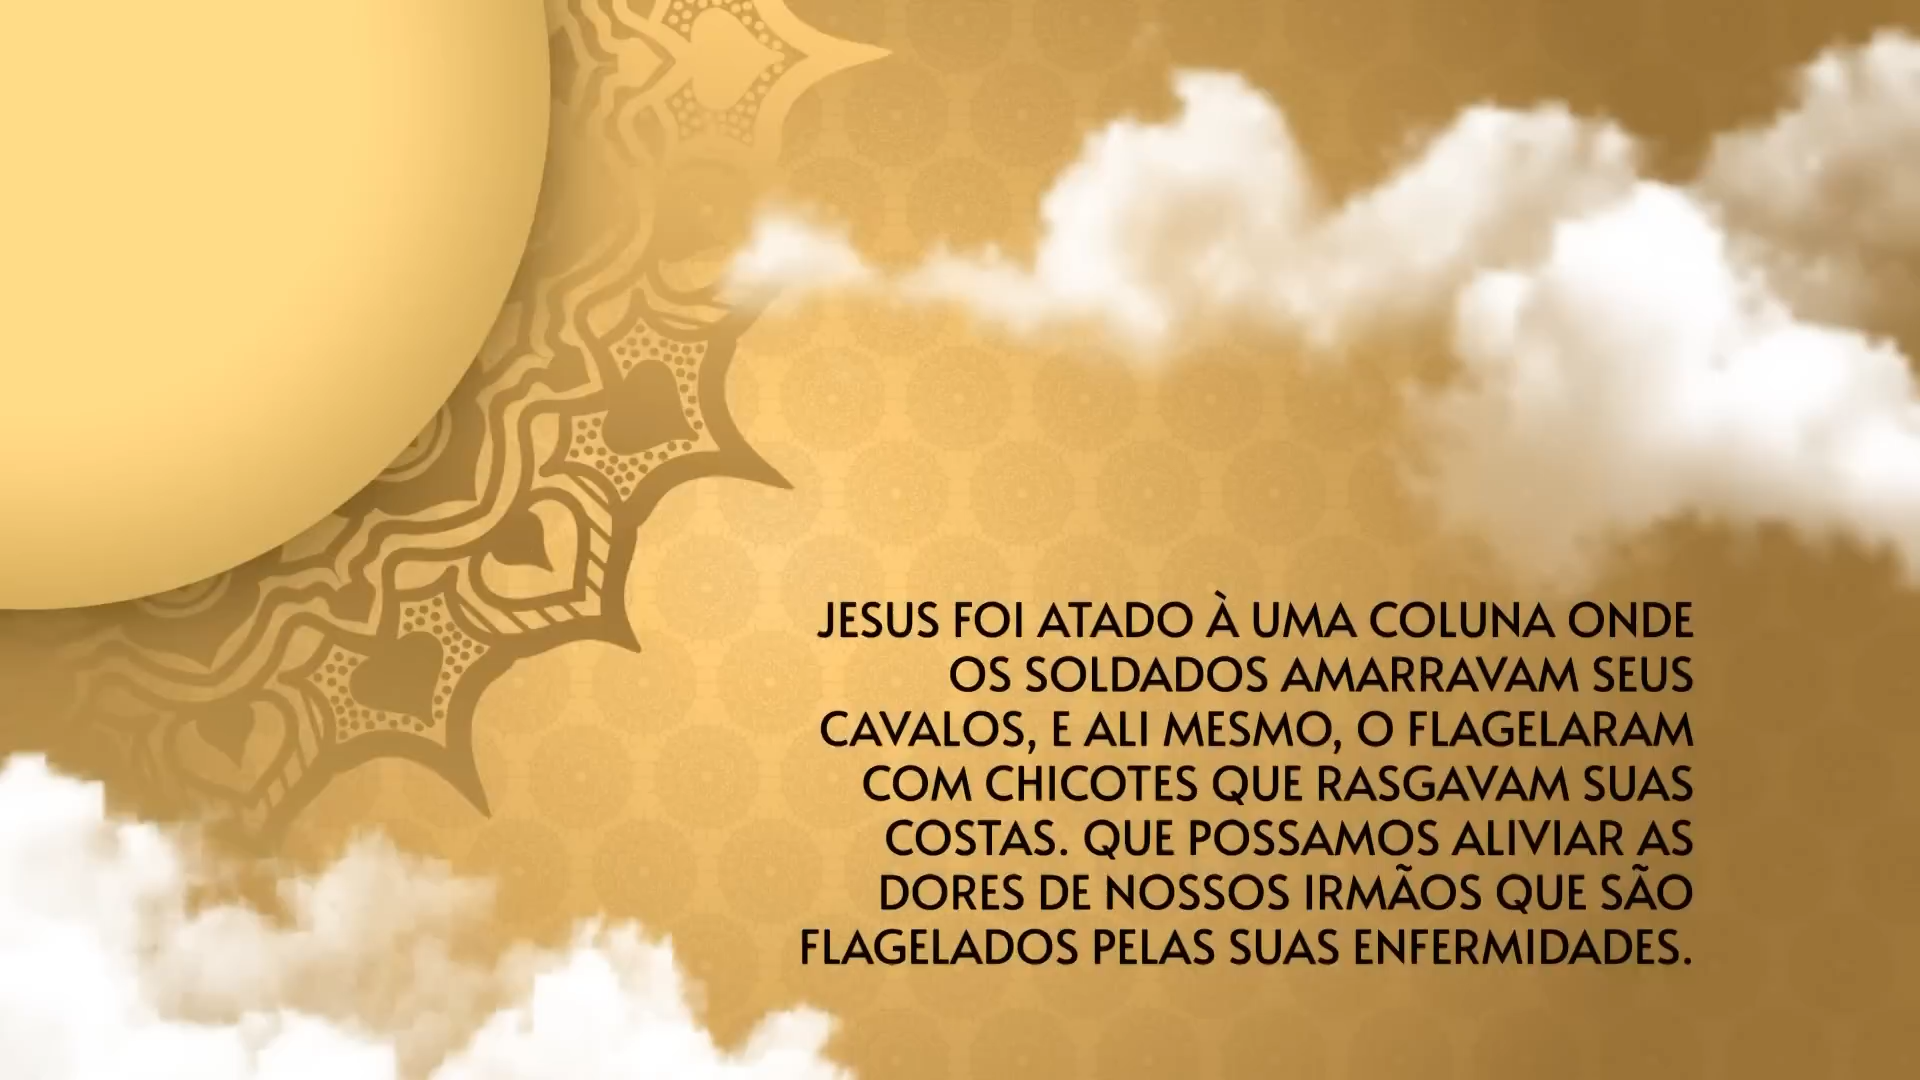 JESUS FOI ATADO À UMA COLUNA ONDE
OS SOLDADOS AMARRAVAM SEUS
CAVALOS, E ALI MESMO, O FLAGELARAM
COM CHICOTES QUE RASGAVAM SUAS
COSTAS. QUE POSSAMOS ALIVIAR AS
DORES DE NOSSOS IRMÃOS QUE SÃO
FLAGELADOS PELAS SUAS ENFERMIDADES.